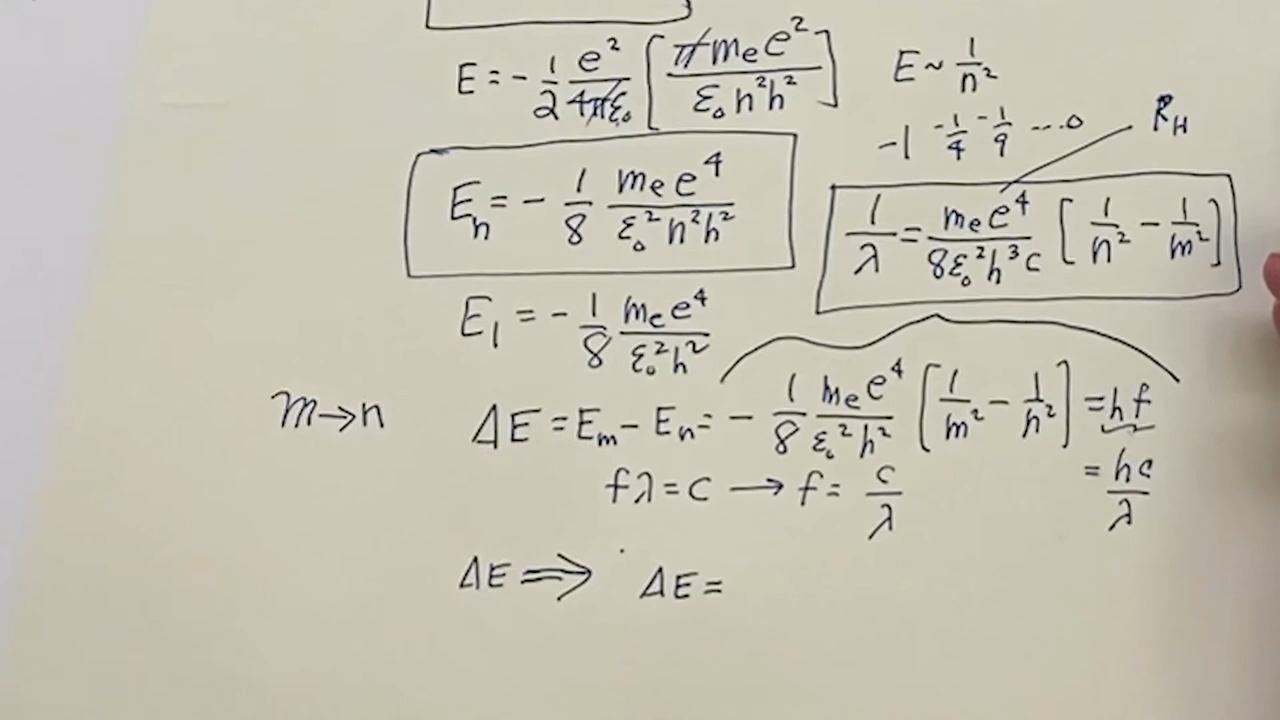 E = - 1/2 e²/4πε₀ [ πmₑe²/ε₀n²h² ]
E ~ 1/n²
-1 -1/4 -1/9 ....0
R_H
Eₙ = - 1/8 mₑe⁴/ε₀²n²h²
1/λ = mₑe⁴/8ε₀²h³c [ 1/n² - 1/m² ]
E₁ = - 1/8 mₑe⁴/ε₀²h²
m → n
ΔE = Eₘ - Eₙ = - 1/8 mₑe⁴/ε₀²h² [ 1/m² - 1/n² ] = hf
fλ = c → f = c/λ
= hc/λ
ΔE ⇒ ΔE =